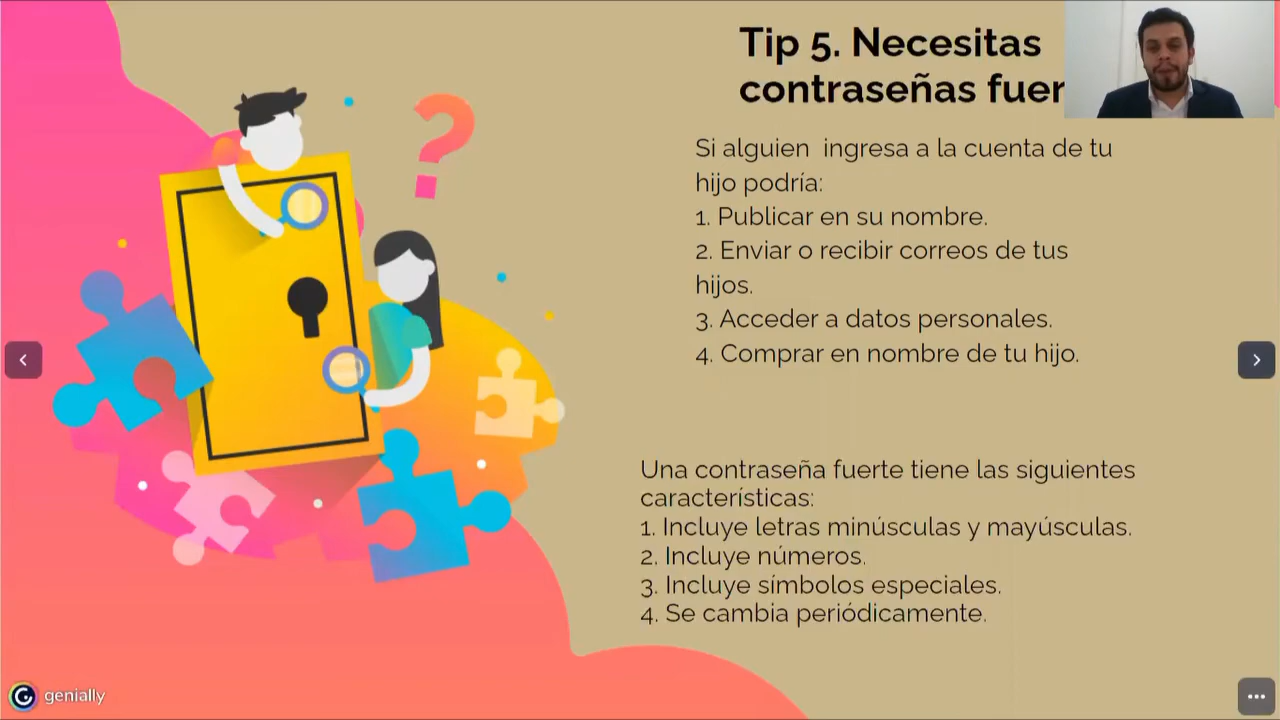 Tip 5. Necesitas
contraseñas fuer
Si alguien  ingresa a la cuenta de tu
hijo podría:
1. Publicar en su nombre.
2. Enviar o recibir correos de tus
hijos.
3. Acceder a datos personales.
4. Comprar en nombre de tu hijo.
?
Una contraseña fuerte tiene las siguientes
características:
1. Incluye letras minúsculas y mayúsculas.
2. Incluye números.
3. Incluye símbolos especiales.
4. Se cambia periódicamente.
genially